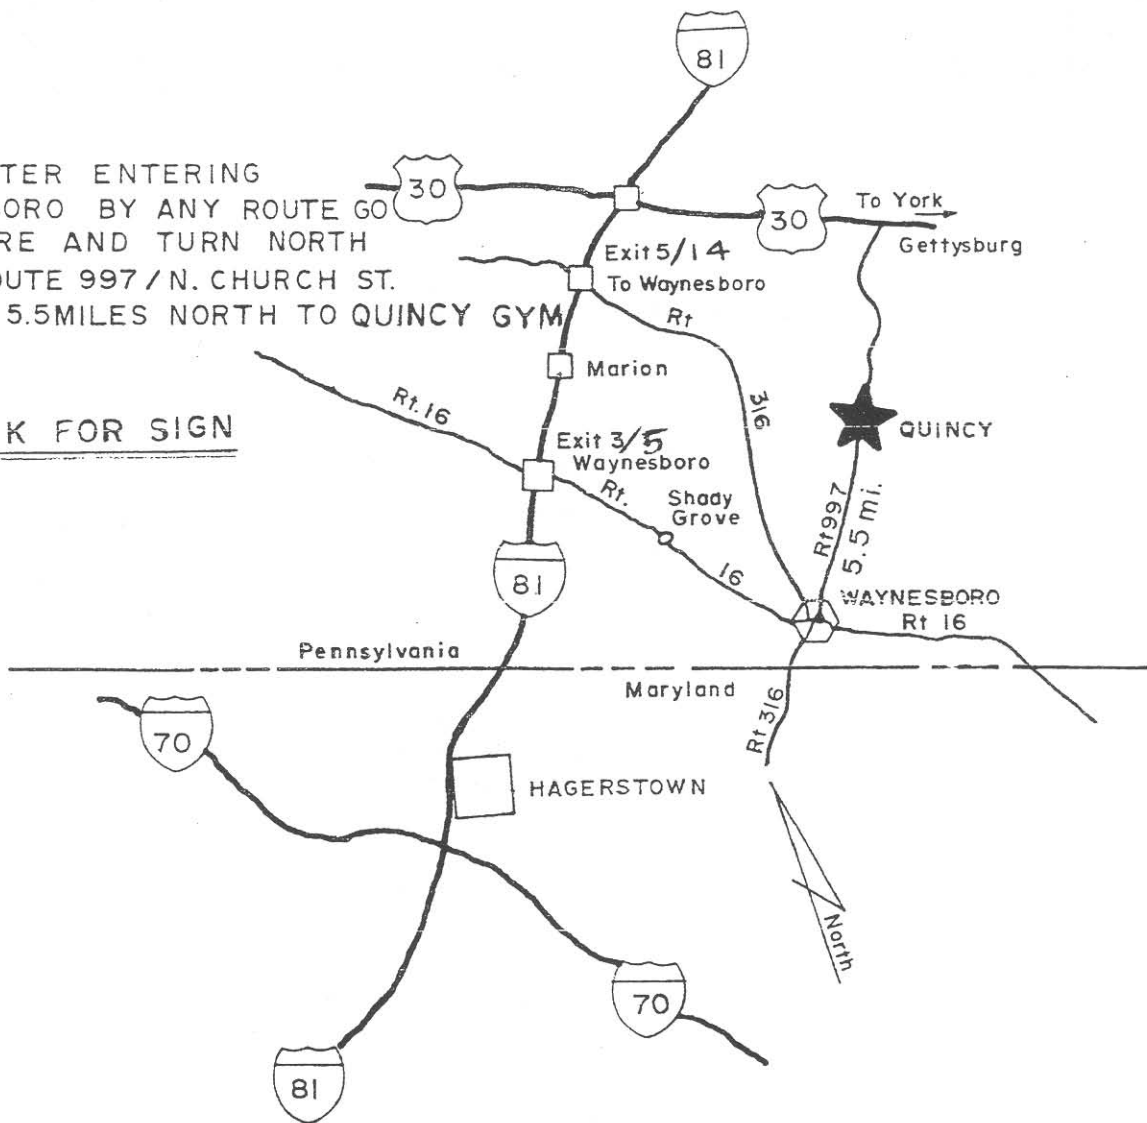 81
TER ENTERING
ORO BY ANY ROUTE GO
RE AND TURN NORTH
OUTE 997 / N. CHURCH ST.
5.5MILES NORTH TO QUINCY GYM
K FOR SIGN
30
30
To York
Gettysburg
Exit 5/14
To Waynesboro
Rt
316
Marion
Rt. 16
Exit 3/5
Waynesboro
Rt.
16
Shady
Grove
QUINCY
Rt 997
5.5 mi.
81
WAYNESBORO
Rt 16
Pennsylvania
Maryland
Rt 316
70
HAGERSTOWN
North
70
81